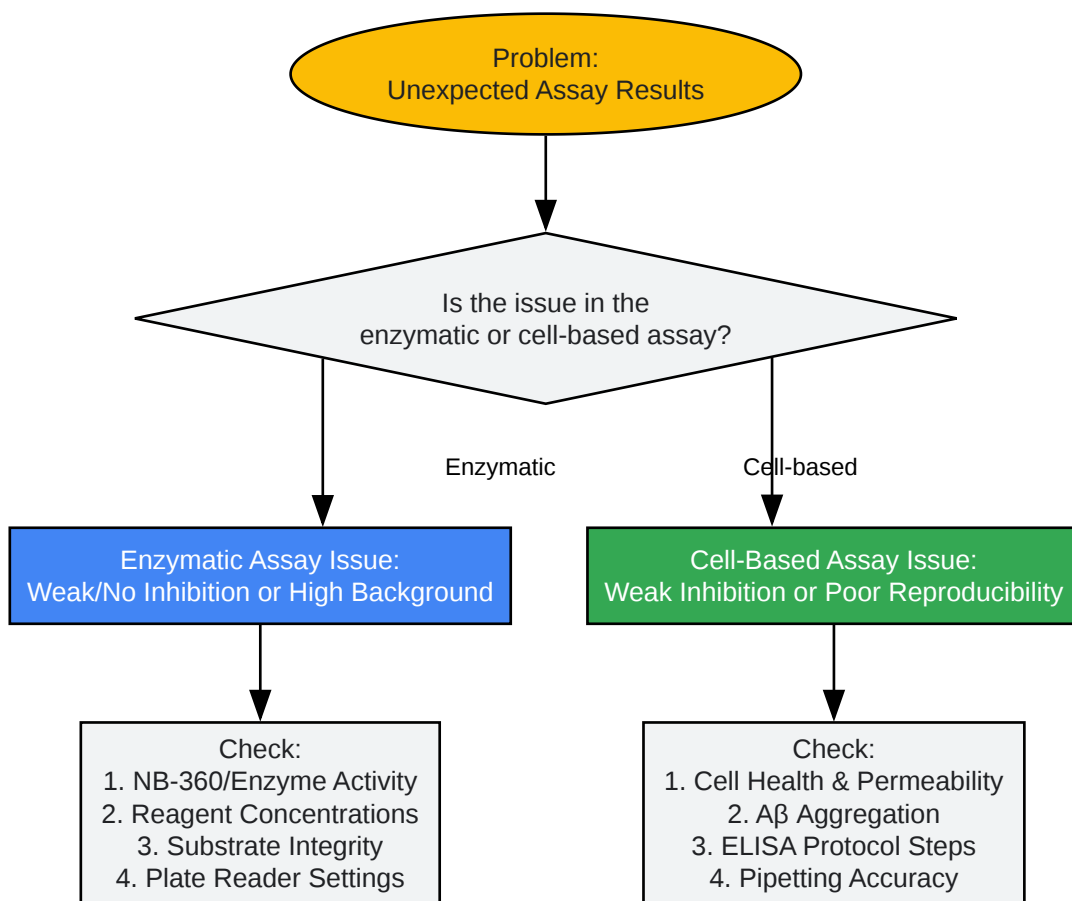 Problem:
Unexpected Assay Results
Is the issue in the
enzymatic or cell-based assay?
Enzymatic
Cell-based
Enzymatic Assay Issue:
Weak/No Inhibition or High Background
Cell-Based Assay Issue:
Weak Inhibition or Poor Reproducibility
Check:
1. NB-360/Enzyme Activity
2. Reagent Concentrations
3. Substrate Integrity
4. Plate Reader Settings
Check:
1. Cell Health & Permeability
2. Aβ Aggregation
3. ELISA Protocol Steps
4. Pipetting Accuracy